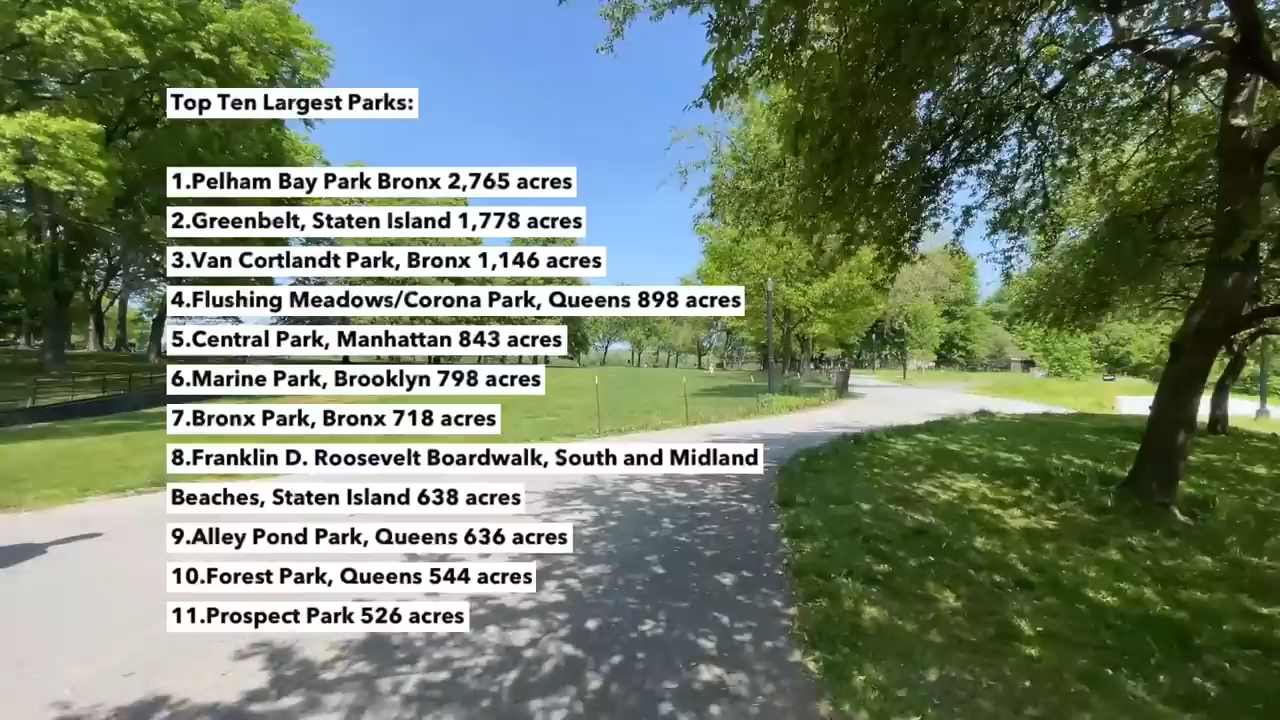 Top Ten Largest Parks:
1.Pelham Bay Park Bronx 2,765 acres
2.Greenbelt, Staten Island 1,778 acres
3.Van Cortlandt Park, Bronx 1,146 acres
4.Flushing Meadows/Corona Park, Queens 898 acres
5.Central Park, Manhattan 843 acres
6.Marine Park, Brooklyn 798 acres
7.Bronx Park, Bronx 718 acres
8.Franklin D. Roosevelt Boardwalk, South and Midland
Beaches, Staten Island 638 acres
9.Alley Pond Park, Queens 636 acres
10.Forest Park, Queens 544 acres
11.Prospect Park 526 acres